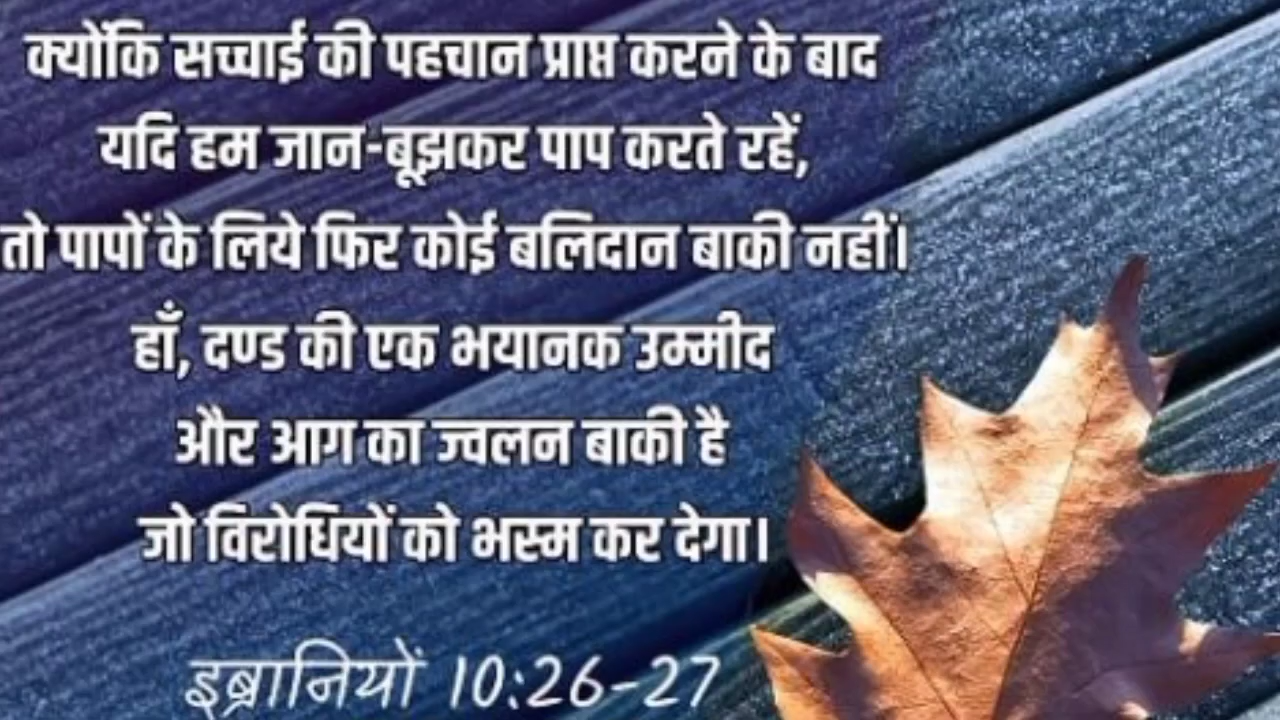 क्योंकि सच्चाई की पहचान प्राप्त करने के बाद
यदि हम जान-बूझकर पाप करते रहें,
तो पापों के लिये फिर कोई बलिदान बाकी नहीं।
हाँ, दण्ड की एक भयानक उम्मीद
और आग का ज्वलन बाकी है
जो विरोधियों को भस्म कर देगा।
इब्रानियों 10:26-27